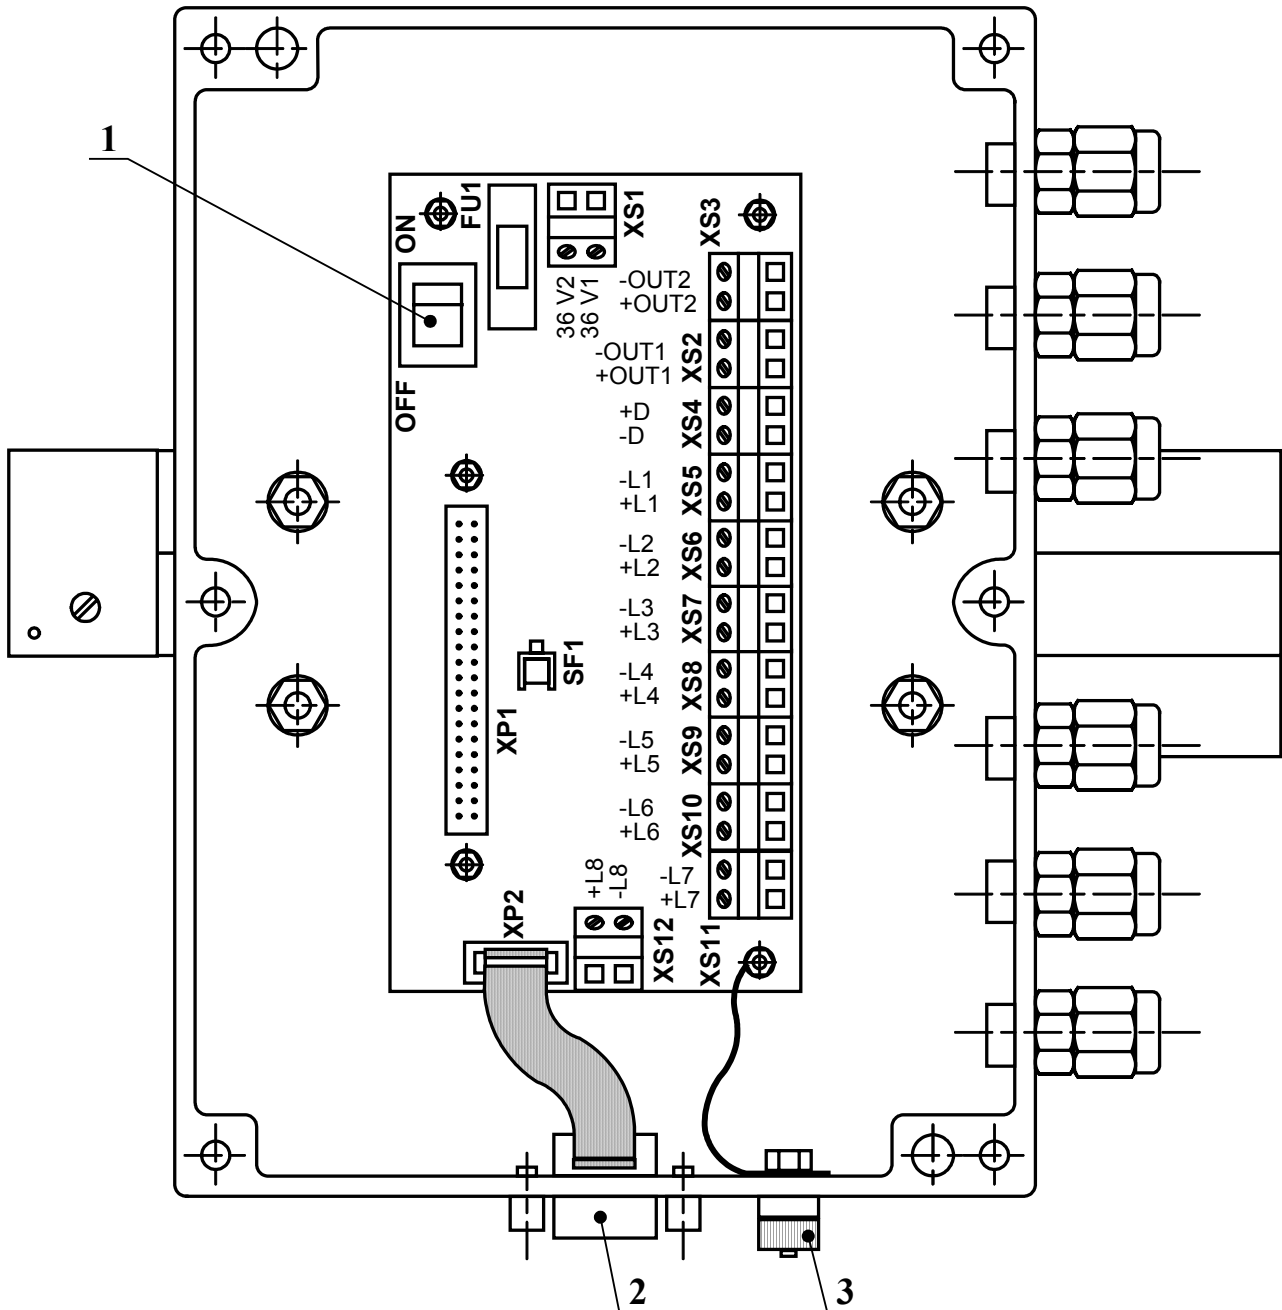 1
ON
OFF
FU1
XS1
36 V2
36 V1
XS3
-OUT2
+OUT2
XS2
-OUT1
+OUT1
XS4
+D
-D
XS5
-L1
+L1
XS6
-L2
+L2
XS7
-L3
+L3
SF1
XS8
-L4
+L4
XP1
XS9
-L5
+L5
XS10
-L6
+L6
+L8
-L8
-L7
+L7
XP2
XS12
XS11
2
3